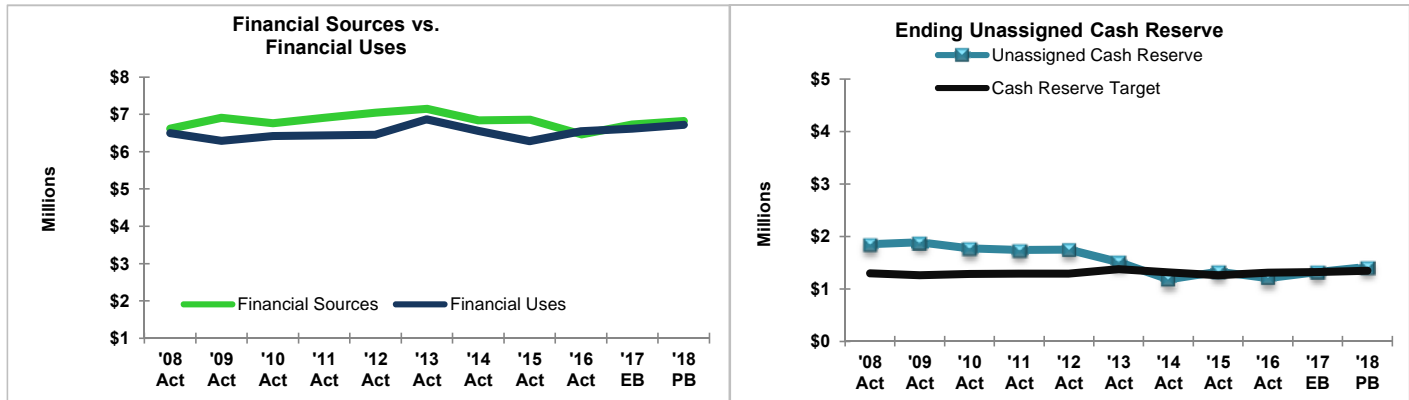 Financial Sources vs.
Financial Uses
$8
$7
$6
$5
$4
$3
$2
$1
Millions
Financial Sources
Financial Uses
'08 '09 '10 '11 '12 '13 '14 '15 '16 '17 '18
Act Act Act Act Act Act Act Act Act EB PB
Ending Unassigned Cash Reserve
Unassigned Cash Reserve
Cash Reserve Target
$5
$4
$3
$2
$1
$0
Millions
'08 '09 '10 '11 '12 '13 '14 '15 '16 '17 '18
Act Act Act Act Act Act Act Act Act EB PB